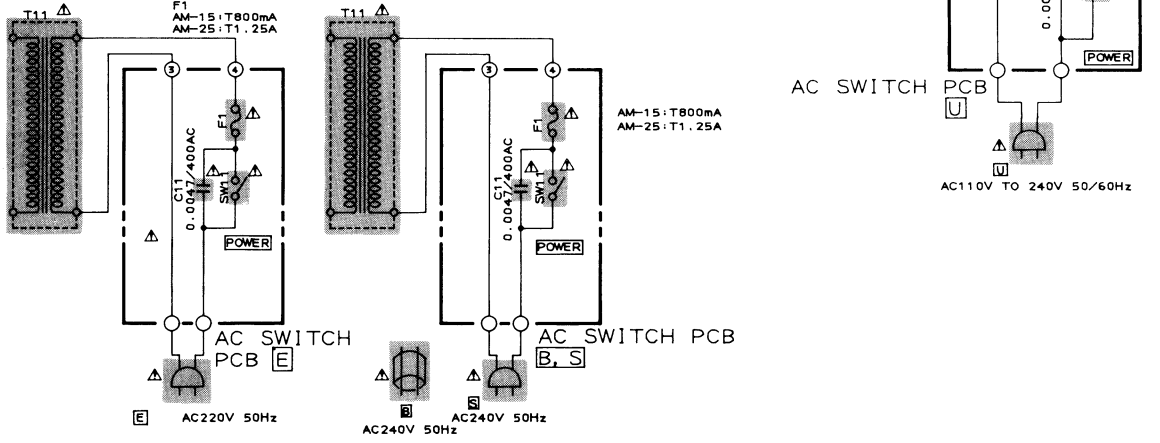 T11
F1
AM-15:T800mA
AM-25:T1.25A
3
4
F1
C11
0.0047/400AC
SW11
POWER
AC SWITCH
PCB E
E
AC220V 50Hz
T11
3
4
F1
AM-15:T800mA
AM-25:T1.25A
C11
0.0047/400AC
SW11
POWER
AC SWITCH PCB
B, S
B
AC240V 50Hz
S
AC240V 50Hz
POWER
AC SWITCH PCB
U
U
AC110V TO 240V 50/60Hz